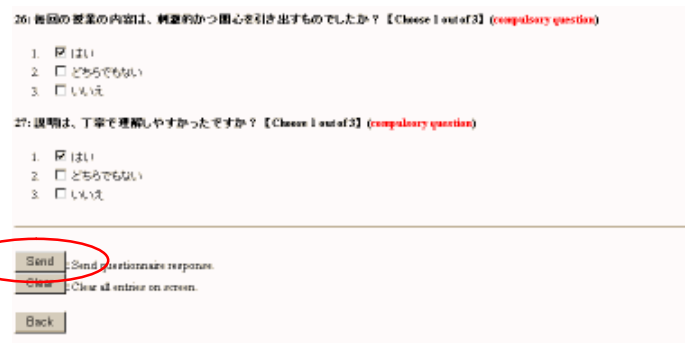 26: 毎回の授業の内容は、刺激的かつ関心を引き出すものでしたか？【Choose 1 out of 3】(compulsory question)
1. ☑ はい
2. ☐ どちらでもない
3. ☐ いいえ
27: 説明は、丁寧で理解しやすかったですか？【Choose 1 out of 3】(compulsory question)
1. ☑ はい
2. ☐ どちらでもない
3. ☐ いいえ
Send : Send questionnaire response.
Clear : Clear all entries on screen.
Back